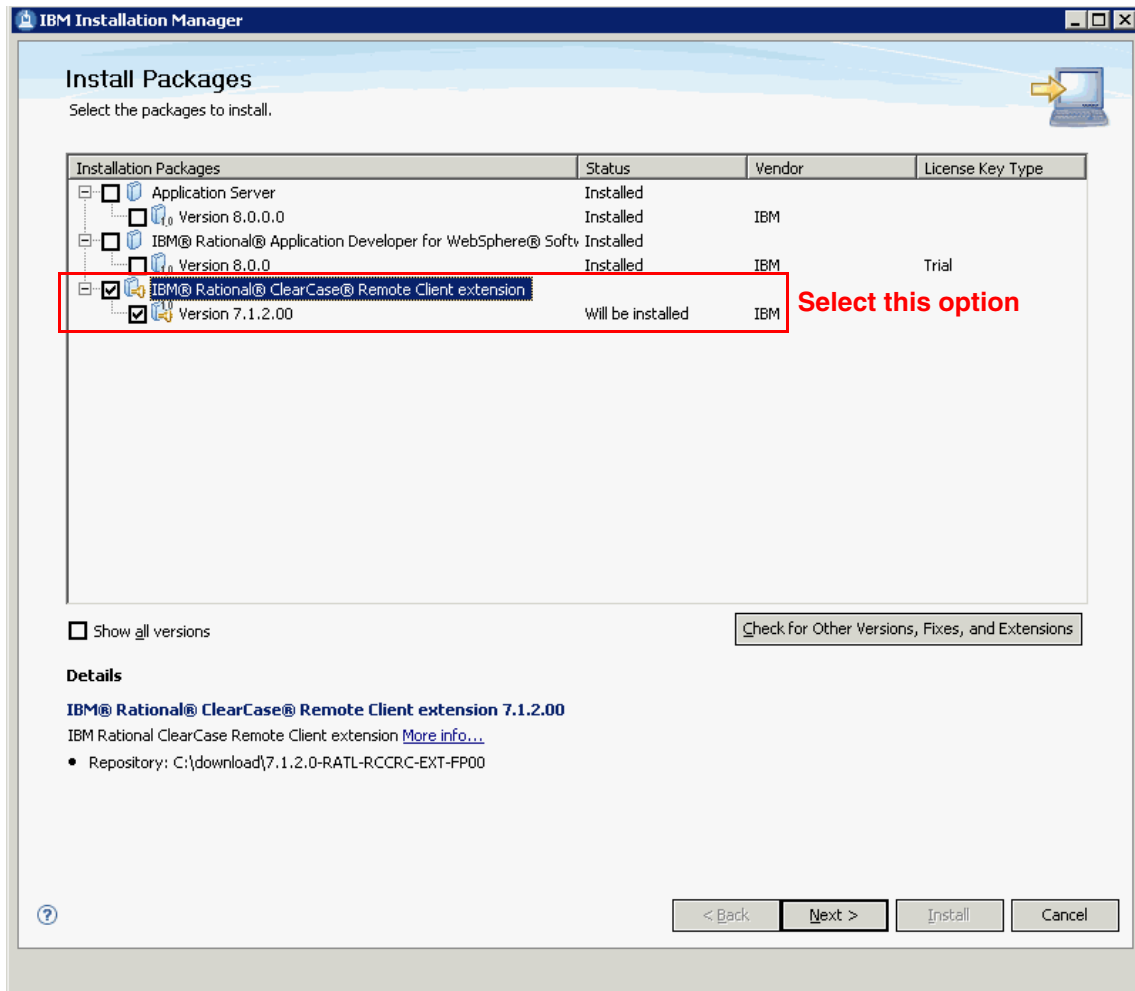 IBM Installation Manager
Install Packages
Select the packages to install.
Installation Packages Status Vendor License Key Type
Application Server Installed
Version 8.0.0.0 Installed IBM
IBM® Rational® Application Developer for WebSphere® Softv Installed
Version 8.0.0 Installed IBM Trial
IBM® Rational® ClearCase® Remote Client extension
Version 7.1.2.00 Will be installed IBM
Select this option
Show all versions
Check for Other Versions, Fixes, and Extensions
Details
IBM® Rational® ClearCase® Remote Client extension 7.1.2.00
IBM Rational ClearCase Remote Client extension More info...
• Repository: C:\download\7.1.2.0-RATL-RCCRC-EXT-FP00
? < Back Next > Install Cancel